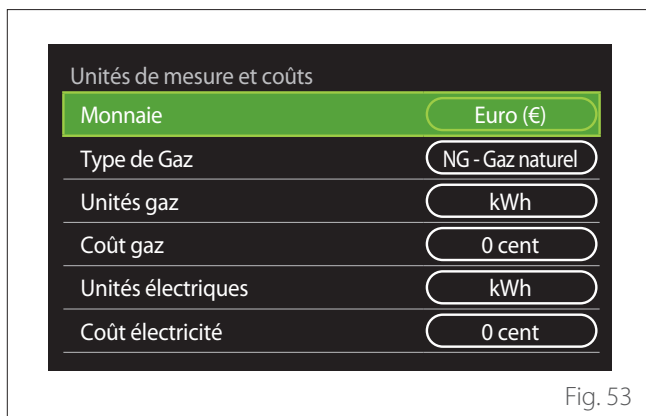 Unités de mesure et coûts
Monnaie Euro (€)
Type de Gaz NG - Gaz naturel
Unités gaz kWh
Coût gaz 0 cent
Unités électriques kWh
Coût électricité 0 cent
Fig. 53